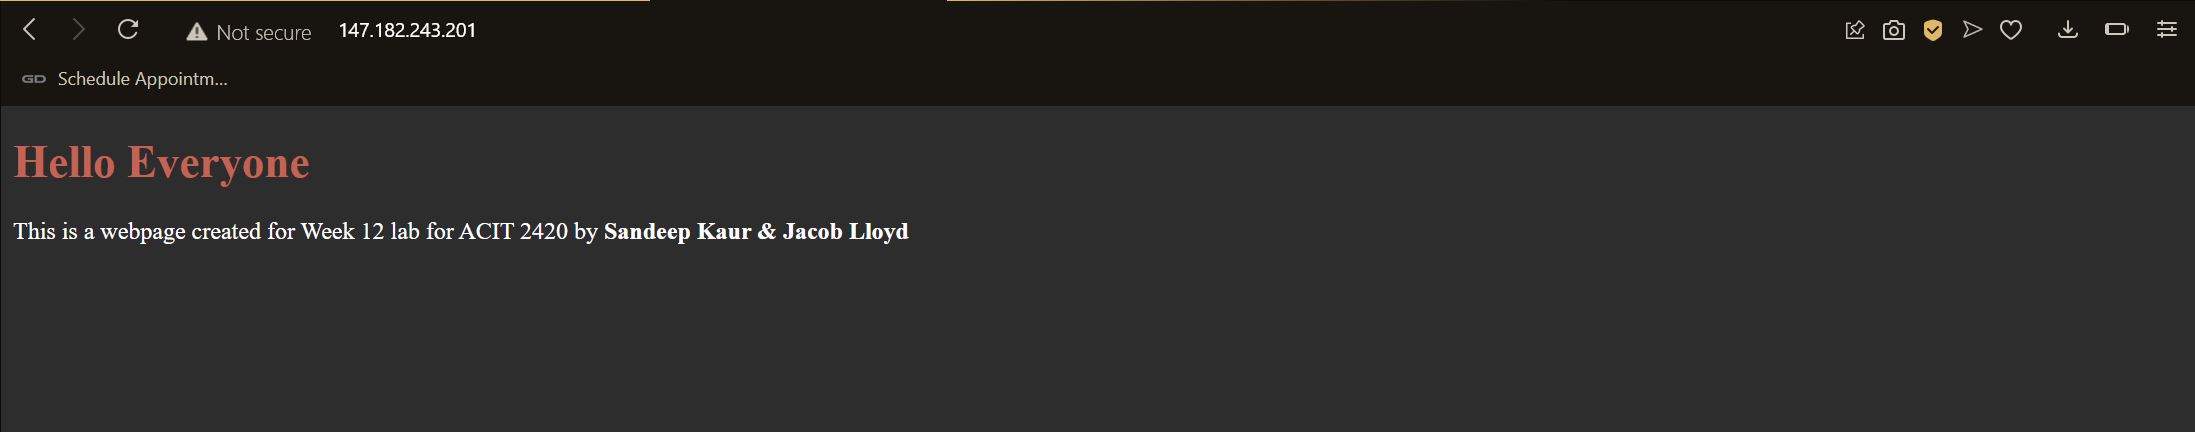 Not secure 147.182.243.201
GD Schedule Appointm...
Hello Everyone
This is a webpage created for Week 12 lab for ACIT 2420 by Sandeep Kaur & Jacob Lloyd